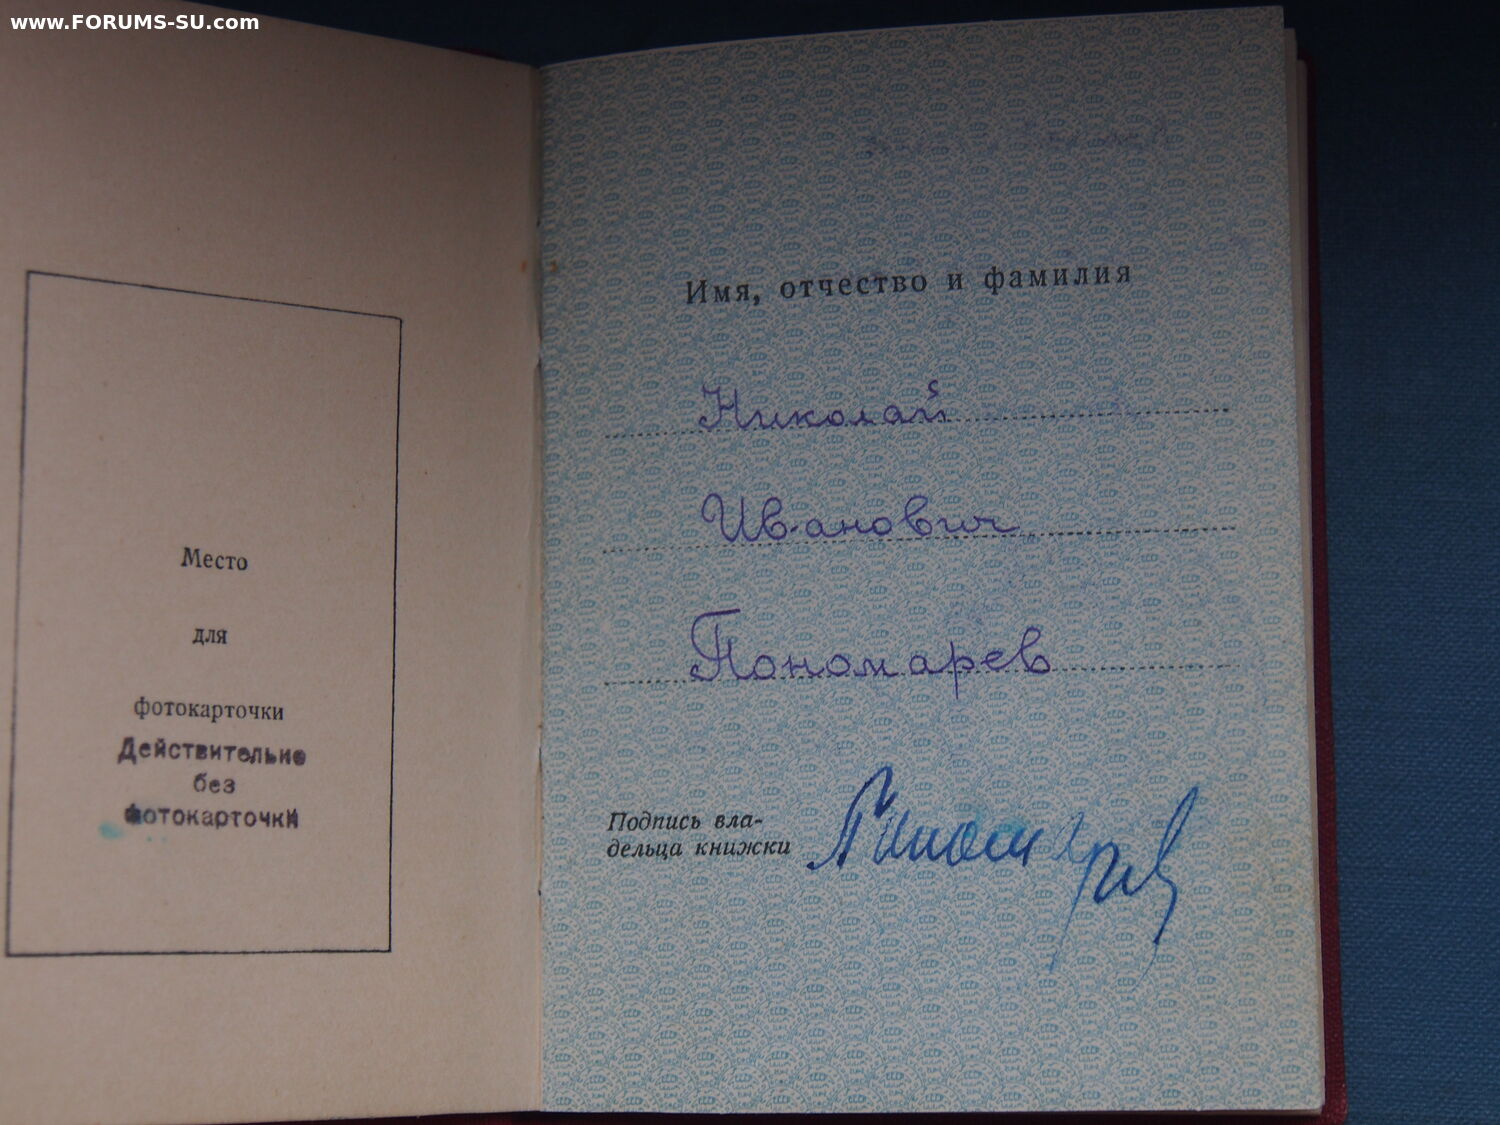 www.FORUMS-SU.com
Место
для
фотокарточки
Действительно
без
фотокарточки
Имя, отчество и фамилия
Николай
Иванович
Пономарев
Подпись вла-
дельца книжки